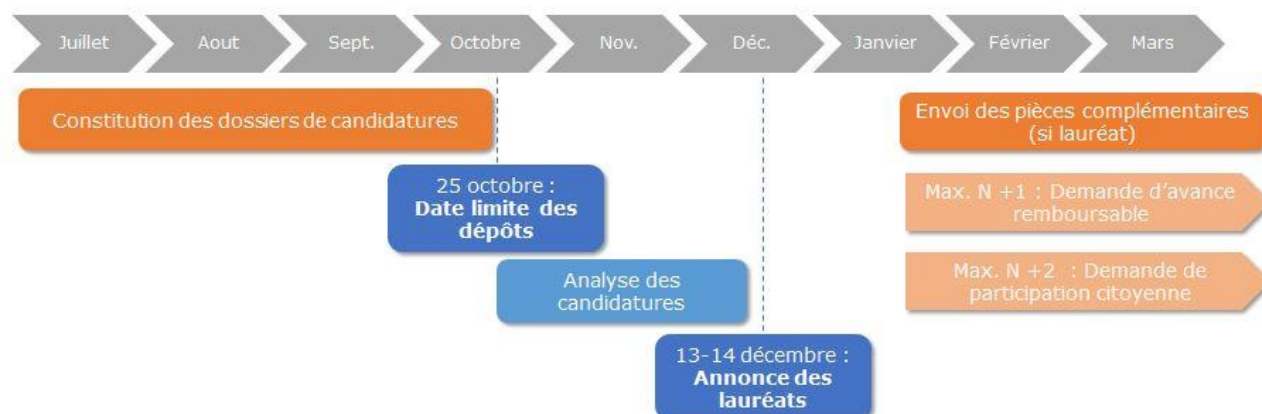 Juillet
Aout
Sept.
Octobre
Nov.
Déc.
Janvier
Février
Mars
Constitution des dossiers de candidatures
Envoi des pièces complémentaires
(si lauréat)
25 octobre :
Date limite des
dépôts
Max. N +1 : Demande d’avance
remboursable
Analyse des
candidatures
Max. N +2 : Demande de
participation citoyenne
13-14 décembre :
Annonce des
lauréats